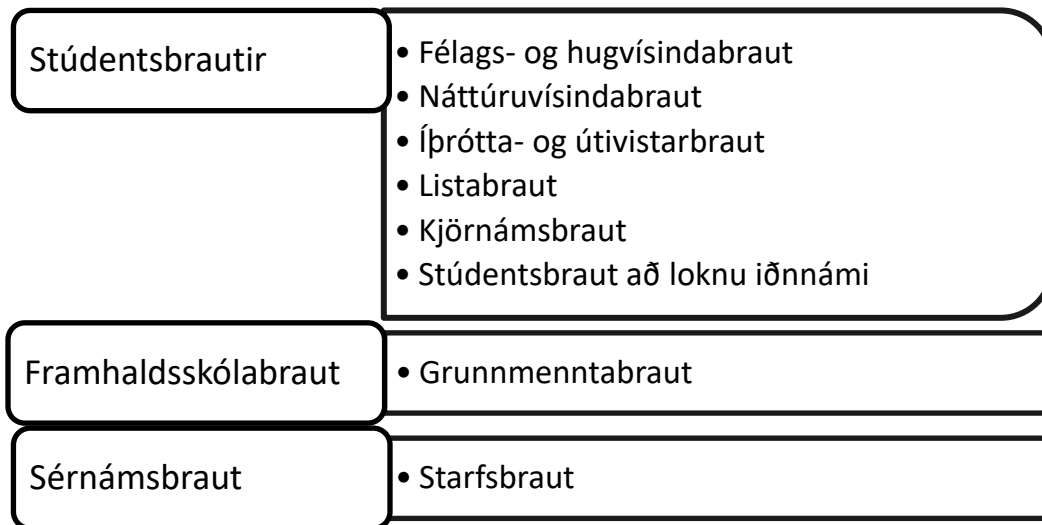 Stúdentsbrautir
• Félags- og hugvísindabraut
• Náttúruvísindabraut
• Íþrótta- og útivistarbraut
• Listabraut
• Kjörnámsbraut
• Stúdentsbraut að loknu iðnnámi
Framhaldsskólabraut
• Grunnmenntabraut
Sérnámsbraut
• Starfsbraut